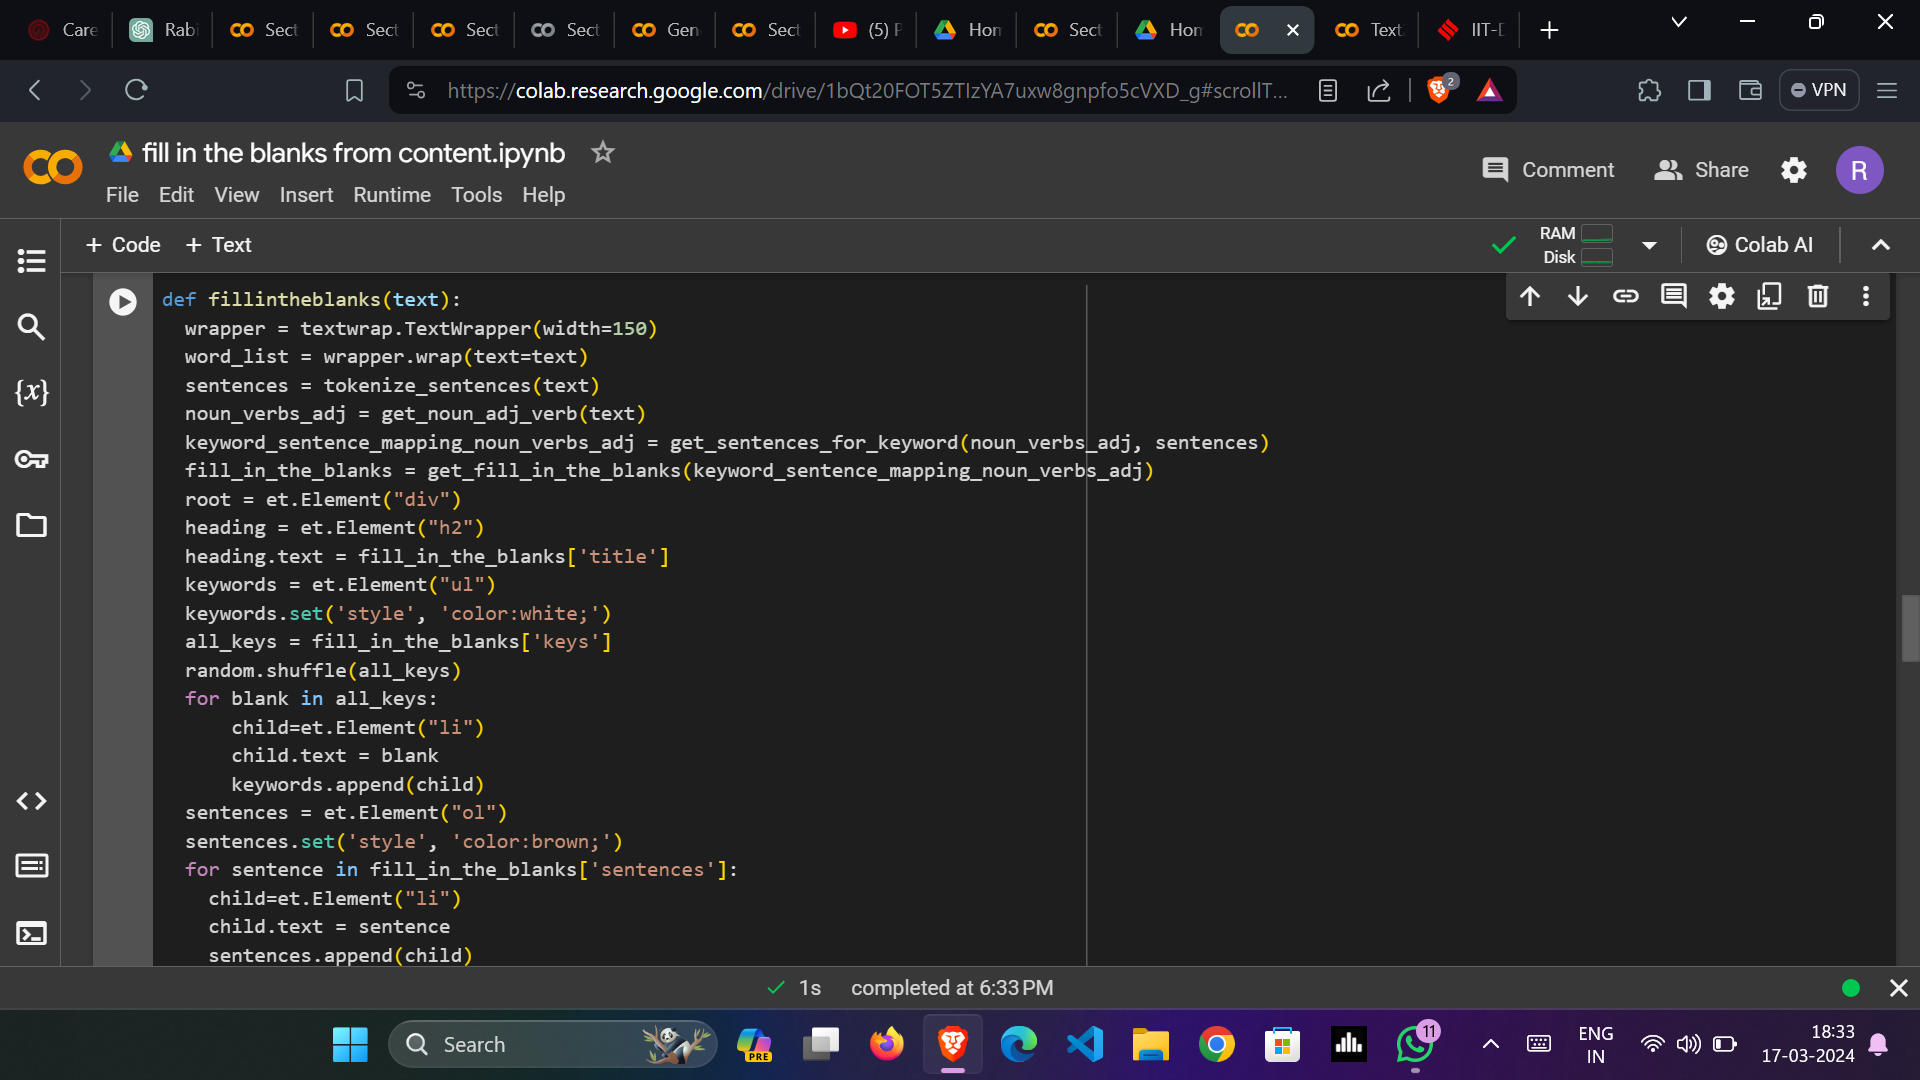 Care
Rabi
Sect
Sect
Sect
Sect
Gen
Sect
(5) F
Hom
Sect
Hom
Text
IIT-D
https://colab.research.google.com/drive/1bQt20FOT5ZTIzYA7uxw8gnpfo5cVXD_g#scrollT...
2
VPN
fill in the blanks from content.ipynb
File Edit View Insert Runtime Tools Help
Comment
Share
R
+ Code + Text
RAM
Disk
Colab AI
{x}
def fillintheblanks(text):
wrapper = textwrap.TextWrapper(width=150)
word_list = wrapper.wrap(text=text)
sentences = tokenize_sentences(text)
noun_verbs_adj = get_noun_adj_verb(text)
keyword_sentence_mapping_noun_verbs_adj = get_sentences_for_keyword(noun_verbs_adj, sentences)
fill_in_the_blanks = get_fill_in_the_blanks(keyword_sentence_mapping_noun_verbs_adj)
root = et.Element("div")
heading = et.Element("h2")
heading.text = fill_in_the_blanks['title']
keywords = et.Element("ul")
keywords.set('style', 'color:white;')
all_keys = fill_in_the_blanks['keys']
random.shuffle(all_keys)
for blank in all_keys:
child=et.Element("li")
child.text = blank
keywords.append(child)
sentences = et.Element("ol")
sentences.set('style', 'color:brown;')
for sentence in fill_in_the_blanks['sentences']:
child=et.Element("li")
child.text = sentence
sentences.append(child)
1s completed at 6:33 PM
Search
PRE
11
ENG
IN
18:33
17-03-2024